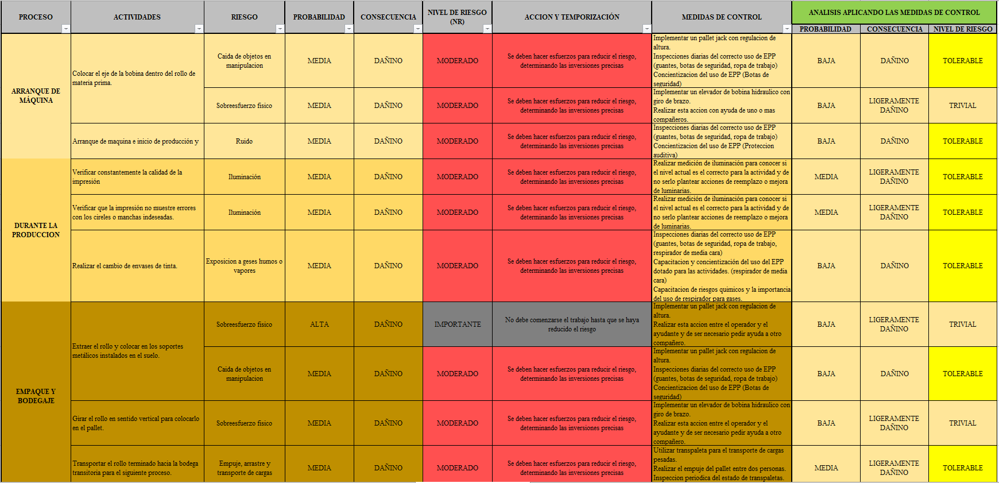 PROCESO
ACTIVIDADES
RIESGO
PROBABILIDAD
CONSECUENCIA
NIVEL DE RIESGO
(NR)
ACCION Y TEMPORIZACIÓN
MEDIDAS DE CONTROL
ANALISIS APLICANDO LAS MEDIDAS DE CONTROL
PROBABILIDAD
CONSECUENCIA
NIVEL DE RIESGO
ARRANQUE DE
MÁQUINA
Colocar el eje de la bobina dentro del rollo de
materia prima.
Caida de objetos en
manipulacion
MEDIA
DAÑINO
MODERADO
Se deben hacer esfuerzos para reducir el riesgo,
determinando las inversiones precisas
Implementar un pallet jack con regulacion de
altura.
Inspecciones diarias del correcto uso de EPP
(guantes, botas de seguridad, ropa de trabajo)
Concientizacion del uso de EPP (Botas de
seguridad)
BAJA
DAÑINO
TOLERABLE
Sobreesfuerzo fisico
MEDIA
DAÑINO
MODERADO
Se deben hacer esfuerzos para reducir el riesgo,
determinando las inversiones precisas
Implementar un elevador de bobina hidraulico con
giro de brazo.
Realizar esta accion con ayuda de uno o mas
compañeros.
BAJA
LIGERAMENTE
DAÑINO
TRIVIAL
Arranque de maquina e inicio de producción y
Ruido
MEDIA
DAÑINO
MODERADO
Se deben hacer esfuerzos para reducir el riesgo,
determinando las inversiones precisas
Inspecciones diarias del correcto uso de EPP
(guantes, botas de seguridad, ropa de trabajo)
Concientizacion del uso de EPP (Proteccion
auditiva)
BAJA
DAÑINO
TOLERABLE
DURANTE LA
PRODUCCION
Verificar constantemente la calidad de la
impresión
Iluminación
MEDIA
DAÑINO
MODERADO
Se deben hacer esfuerzos para reducir el riesgo,
determinando las inversiones precisas
Realizar medición de iluminación para conocer si
el nivel actual es el correcto para la actividad y de
no serlo plantear acciones de reemplazo o mejora
de luminarias.
MEDIA
LIGERAMENTE
DAÑINO
TOLERABLE
Verificar que la impresión no muestre errores
con los cireles o manchas indeseadas.
Iluminación
MEDIA
DAÑINO
MODERADO
Se deben hacer esfuerzos para reducir el riesgo,
determinando las inversiones precisas
Realizar medición de iluminación para conocer si
el nivel actual es el correcto para la actividad y de
no serlo plantear acciones de reemplazo o mejora
de luminarias.
MEDIA
LIGERAMENTE
DAÑINO
TOLERABLE
Realizar el cambio de envases de tinta.
Exposicion a geses humos o
vapores
MEDIA
DAÑINO
MODERADO
Se deben hacer esfuerzos para reducir el riesgo,
determinando las inversiones precisas
Inspecciones diarias del correcto uso de EPP
(guantes, botas de seguridad, ropa de trabajo,
respirador de media cara)
Capacitacion y concientización del uso del EPP
dotado para las actividades. (respirador de media
cara)
Capacitacion de riesgos quimicos y la importancia
del uso de respirador para gases.
BAJA
DAÑINO
TOLERABLE
EMPAQUE Y
BODEGAJE
Extraer el rollo y colocar en los soportes
metálicos instalados en el suelo.
Sobreesfuerzo fisico
ALTA
DAÑINO
IMPORTANTE
No debe comenzarse el trabajo hasta que se haya
reducido el riesgo
Implementar un pallet jack con regulacion de
altura.
Realizar esta accion entre el operador y el
ayudante y de ser necesario pedir ayuda a otro
compañero.
BAJA
LIGERAMENTE
DAÑINO
TRIVIAL
Caida de objetos en
manipulacion
MEDIA
DAÑINO
MODERADO
Se deben hacer esfuerzos para reducir el riesgo,
determinando las inversiones precisas
Implementar un pallet jack con regulacion de
altura.
Inspecciones diarias del correcto uso de EPP
(guantes, botas de seguridad, ropa de trabajo)
Concientizacion del uso de EPP (Botas de
seguridad)
BAJA
DAÑINO
TOLERABLE
Girar el rollo en sentido vertical para colocarlo
en el pallet.
Sobreesfuerzo fisico
MEDIA
DAÑINO
MODERADO
Se deben hacer esfuerzos para reducir el riesgo,
determinando las inversiones precisas
Implementar un elevador de bobina hidraulico con
giro de brazo.
Realizar esta accion entre el operador y el
ayudante y de ser necesario pedir ayuda a otro
compañero.
BAJA
LIGERAMENTE
DAÑINO
TRIVIAL
Transportar el rollo terminado hacia la bodega
transitoria para el siguiente proceso.
Empuje, arrastre y
transporte de cargas
MEDIA
DAÑINO
MODERADO
Se deben hacer esfuerzos para reducir el riesgo,
determinando las inversiones precisas
Utilizar transpaleta para el transporte de cargas
pesadas.
Realizar el empuje del pallet entre dos personas.
Inspeccion periodica del estado de transpaletas.
MEDIA
LIGERAMENTE
DAÑINO
TOLERABLE